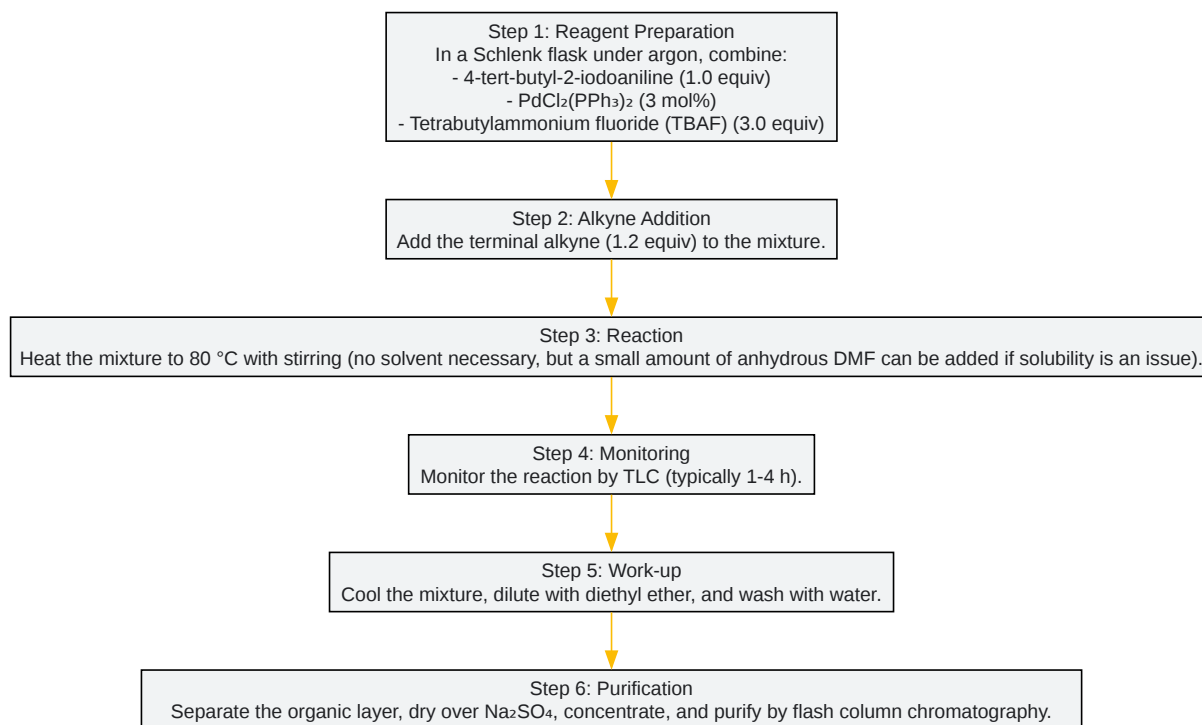 Step 1: Reagent Preparation
In a Schlenk flask under argon, combine:
- 4-tert-butyl-2-iodoaniline (1.0 equiv)
- PdCl₂(PPh₃)₂ (3 mol%)
- Tetrabutylammonium fluoride (TBAF) (3.0 equiv)
Step 2: Alkyne Addition
Add the terminal alkyne (1.2 equiv) to the mixture.
Step 3: Reaction
Heat the mixture to 80 °C with stirring (no solvent necessary, but a small amount of anhydrous DMF can be added if solubility is an issue).
Step 4: Monitoring
Monitor the reaction by TLC (typically 1-4 h).
Step 5: Work-up
Cool the mixture, dilute with diethyl ether, and wash with water.
Step 6: Purification
Separate the organic layer, dry over Na₂SO₄, concentrate, and purify by flash column chromatography.